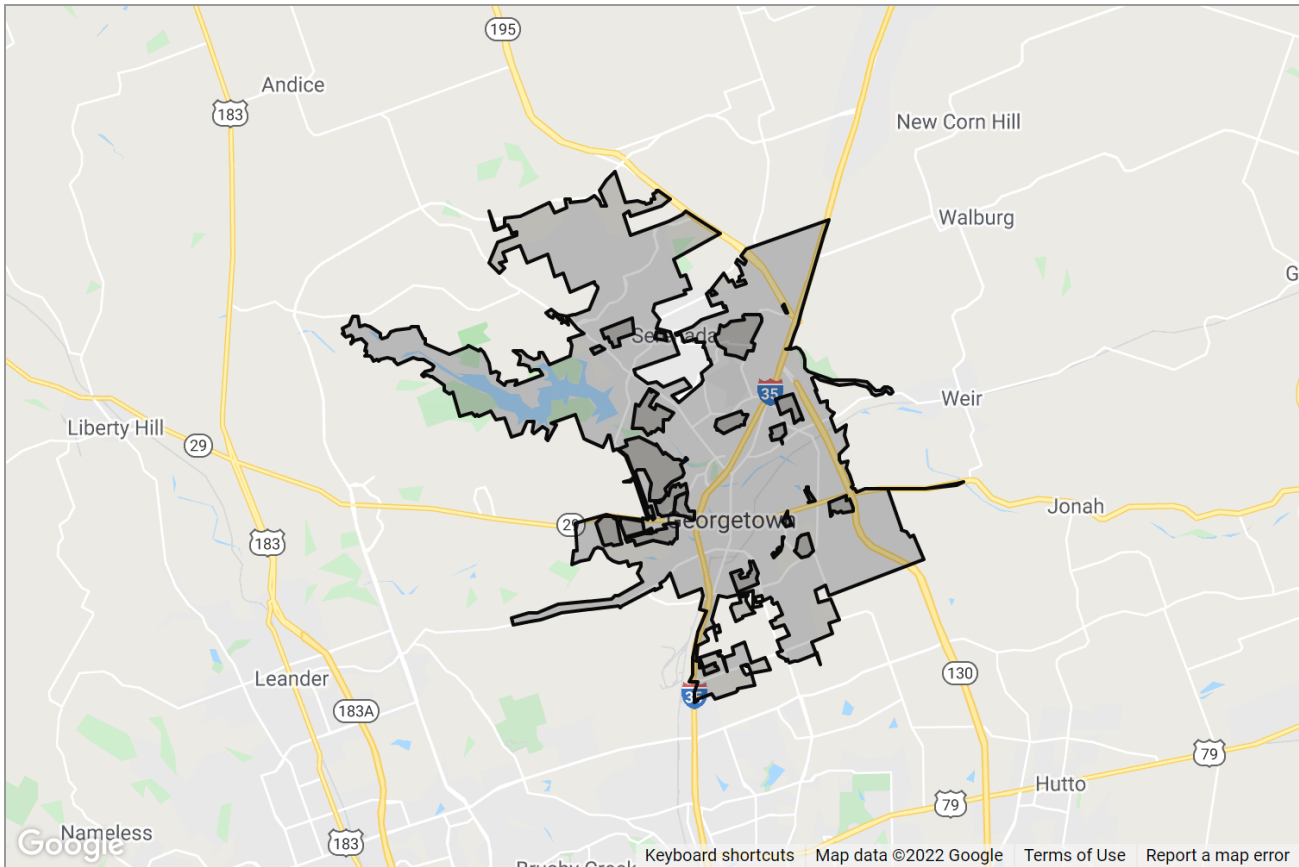 195
Andice
183
New Corn Hill
Walburg
G
Serenada
35
Weir
Liberty Hill
29
Jonah
29
Georgetown
183
Leander
130
35
183A
79
Hutto
79
Nameless
183
Google
Keyboard shortcuts
Map data ©2022 Google
Terms of Use
Report a map error